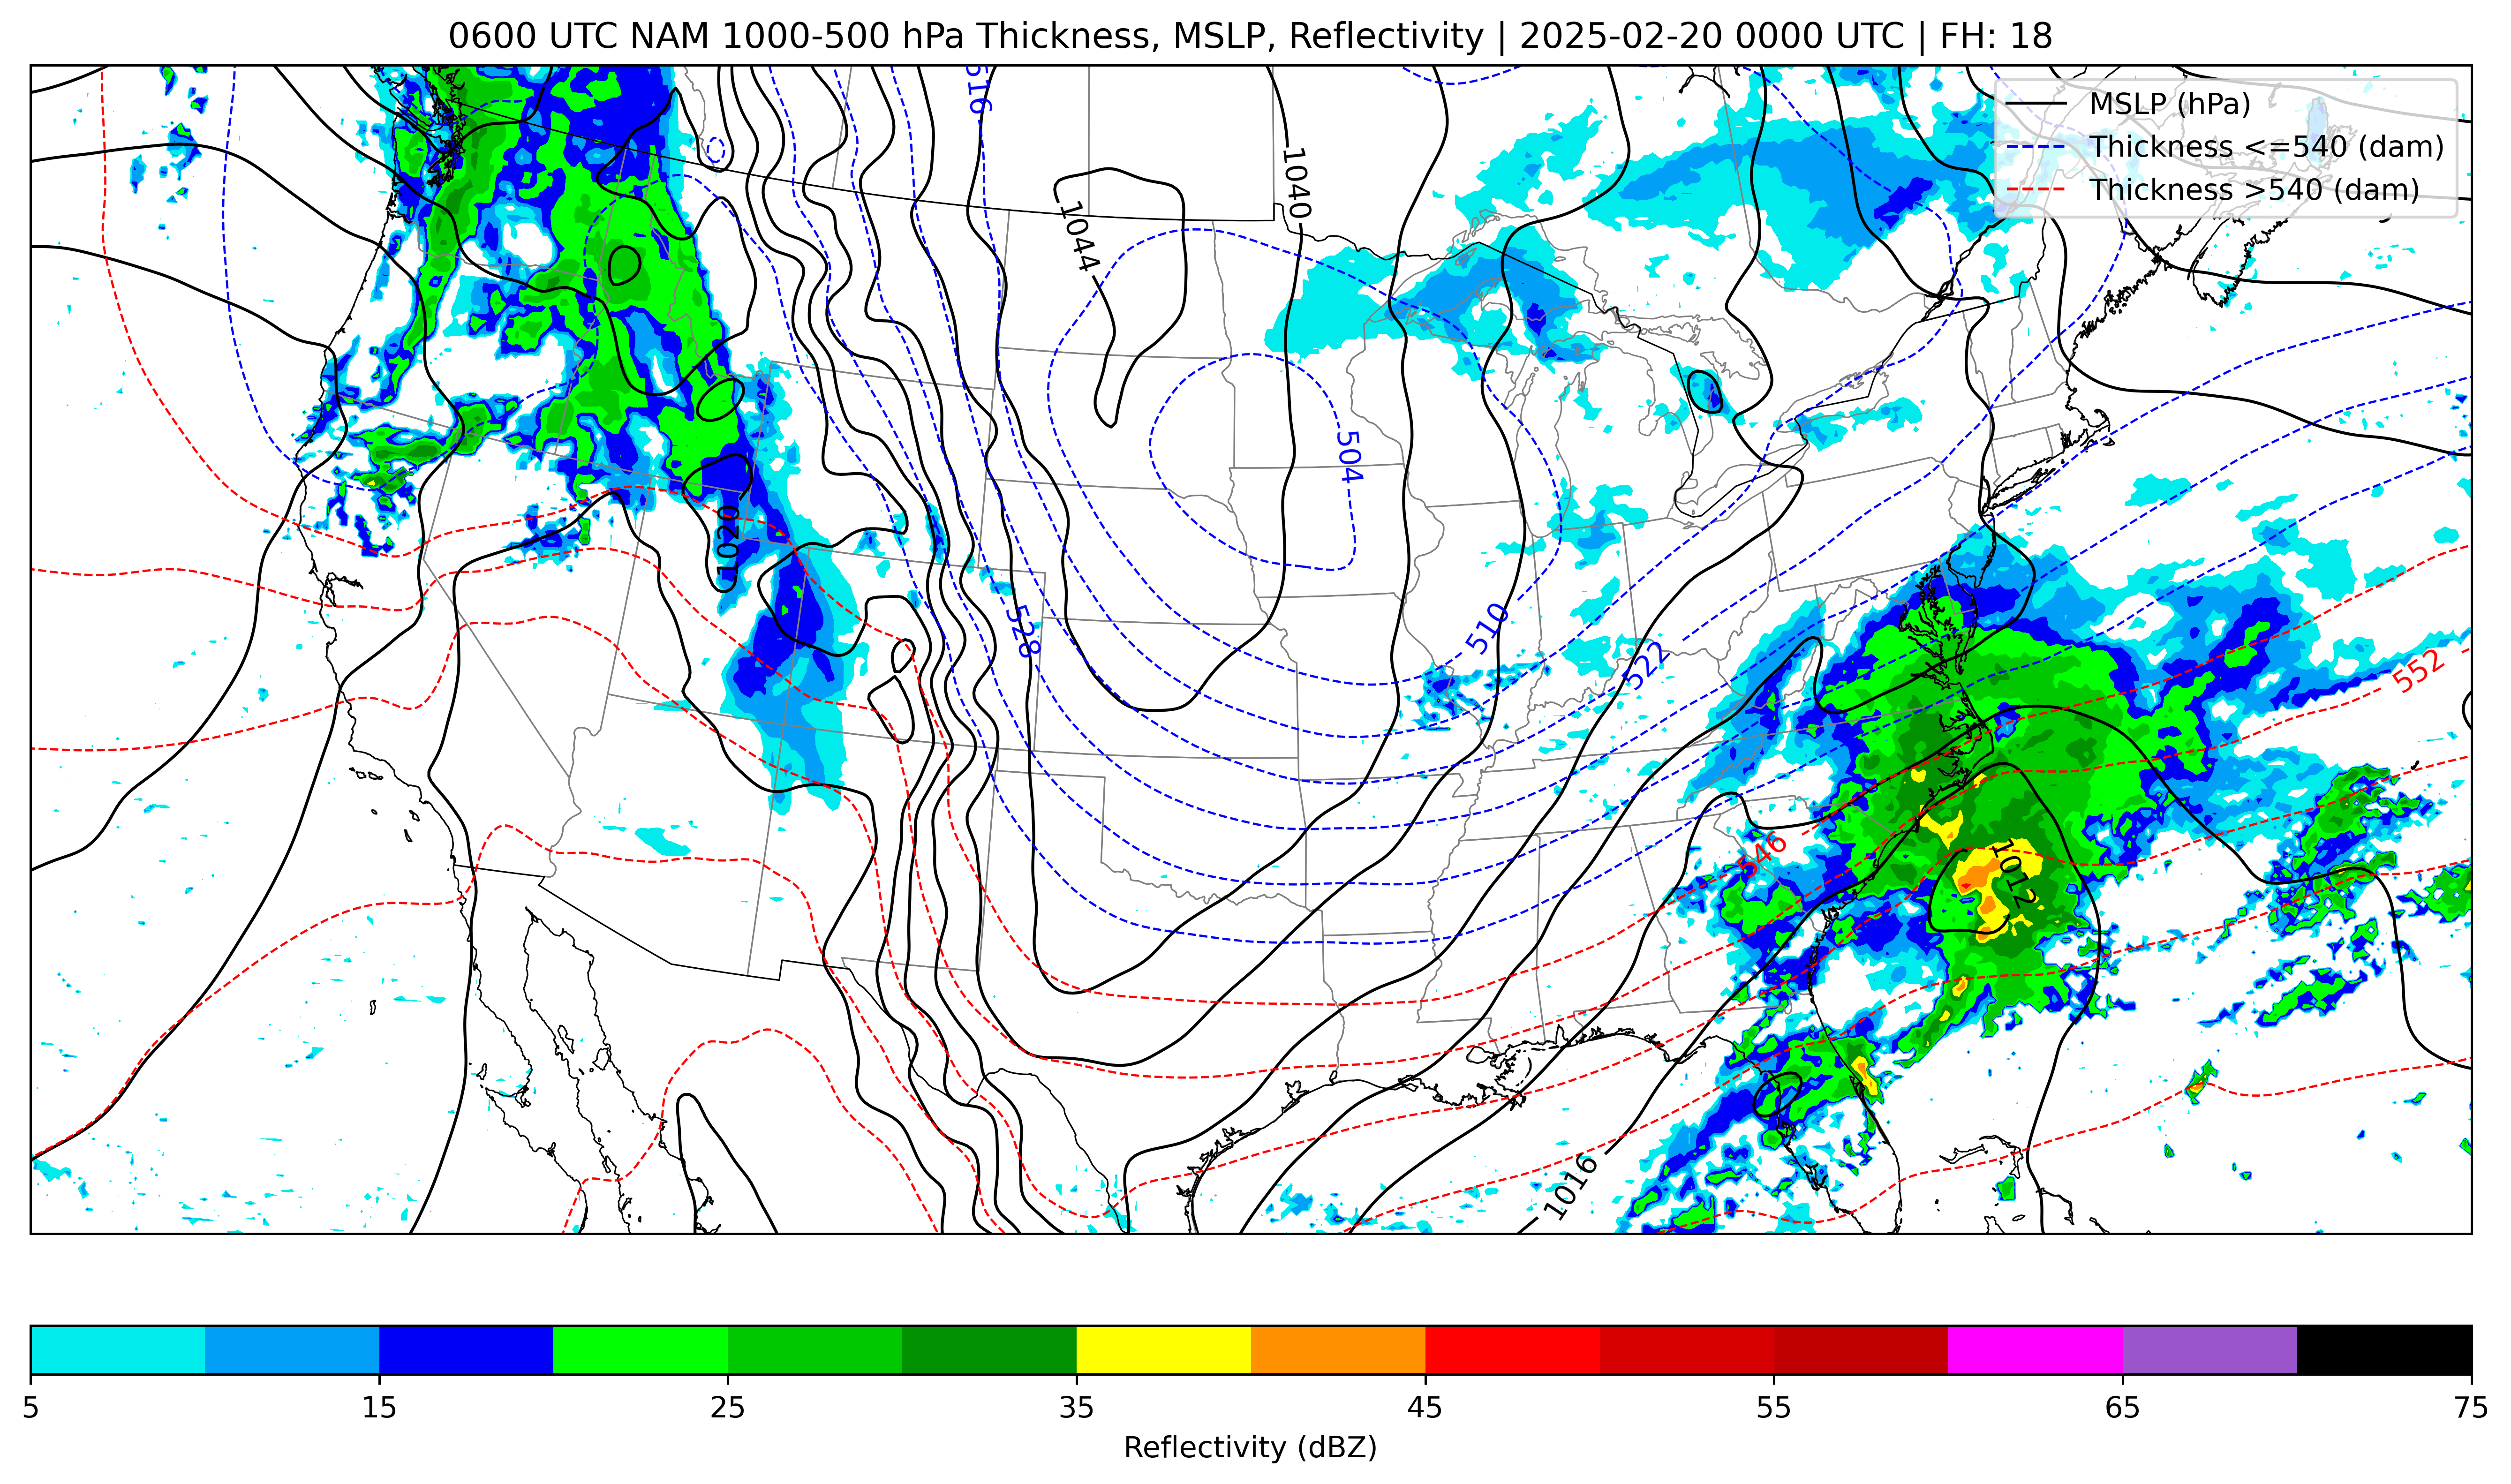 0600 UTC NAM 1000-500 hPa Thickness, MSLP, Reflectivity | 2025-02-20 0000 UTC | FH: 18
MSLP (hPa)
Thickness <=540 (dam)
Thickness >540 (dam)
516
1040
1044
504
1020
528
510
522
552
546
1012
1016
5 15 25 35 45 55 65 75
Reflectivity (dBZ)